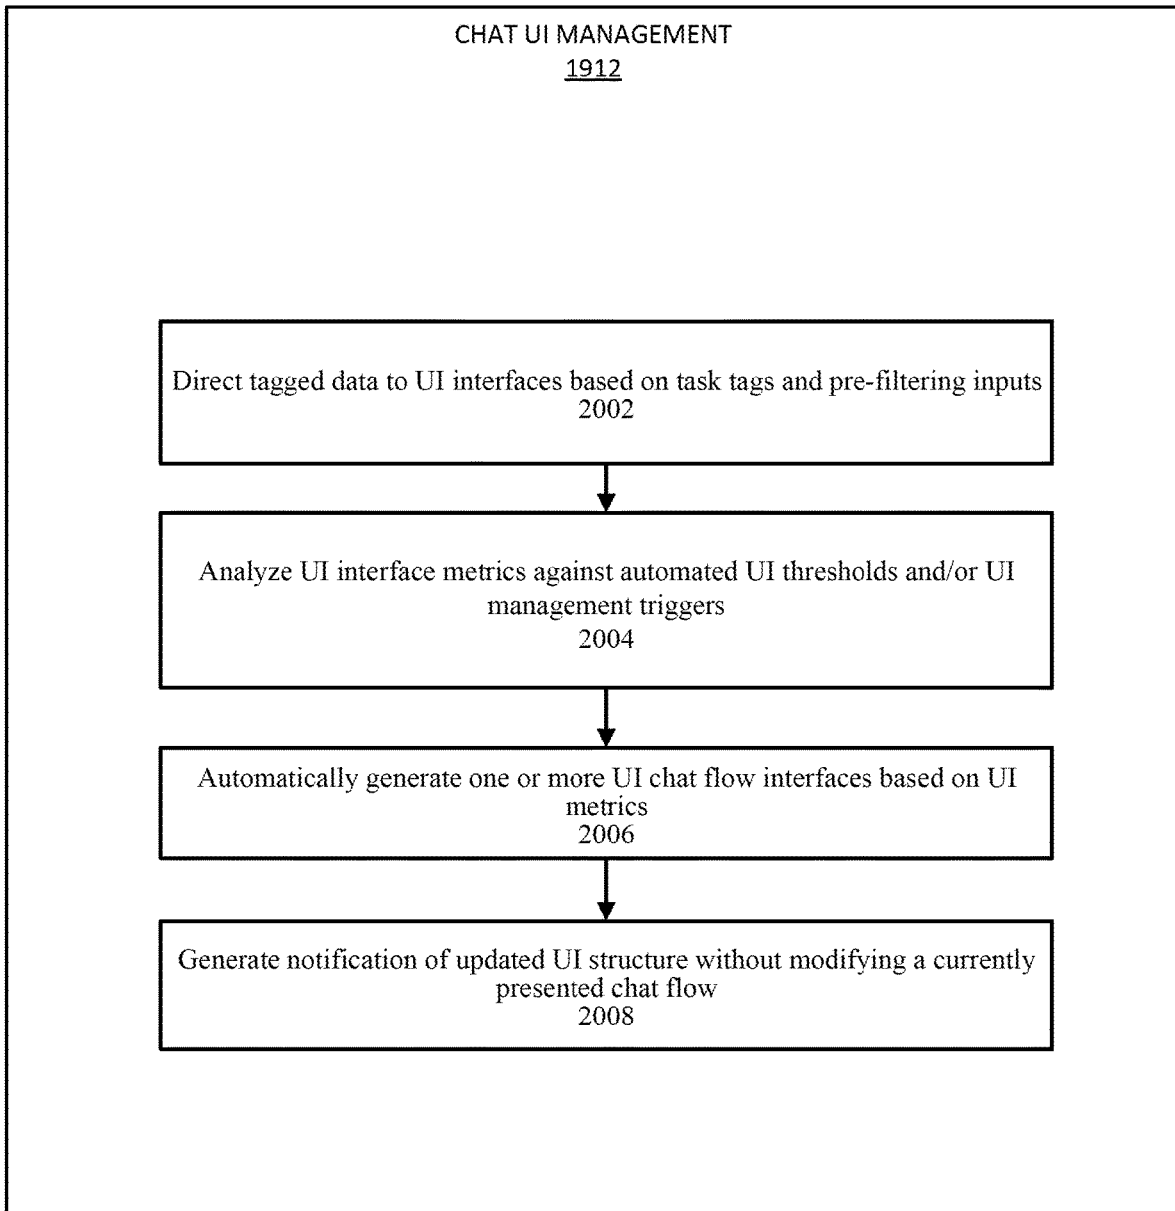 CHAT UI MANAGEMENT
1912
Direct tagged data to UI interfaces based on task tags and pre-filtering inputs
2002
Analyze UI interface metrics against automated UI thresholds and/or UI
management triggers
2004
Automatically generate one or more UI chat flow interfaces based on UI
metrics
2006
Generate notification of updated UI structure without modifying a currently
presented chat flow
2008